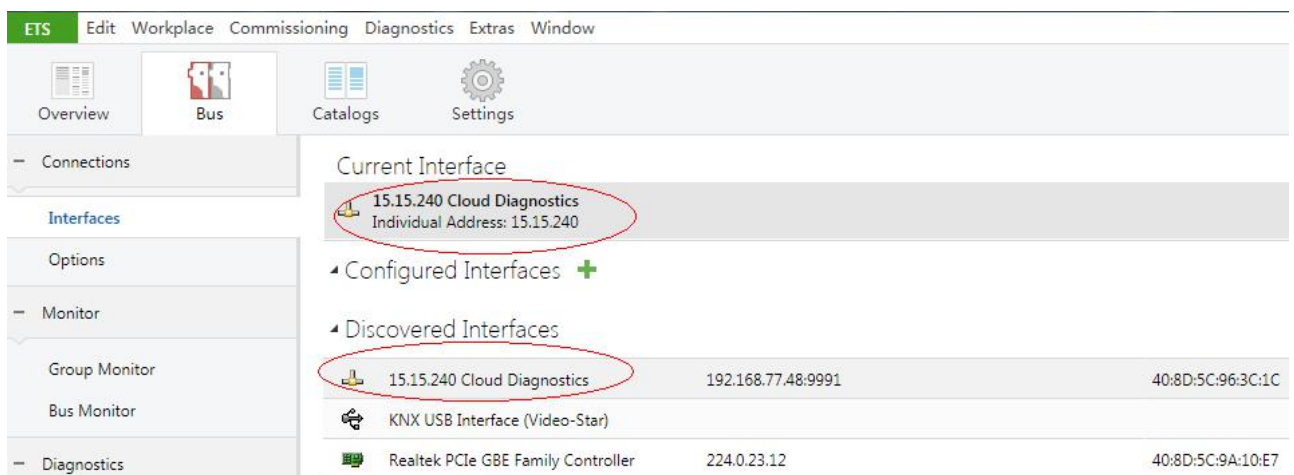 ETS Edit Workplace Commissioning Diagnostics Extras Window
Overview Bus Catalogs Settings
Connections
Interfaces
Options
Monitor
Group Monitor
Bus Monitor
Diagnostics
Current Interface
15.15.240 Cloud Diagnostics
Individual Address: 15.15.240
Configured Interfaces
Discovered Interfaces
15.15.240 Cloud Diagnostics 192.168.77.48:9991 40:8D:5C:96:3C:1C
KNX USB Interface (Video-Star)
Realtek PCIe GBE Family Controller 224.0.23.12 40:8D:5C:9A:10:E7